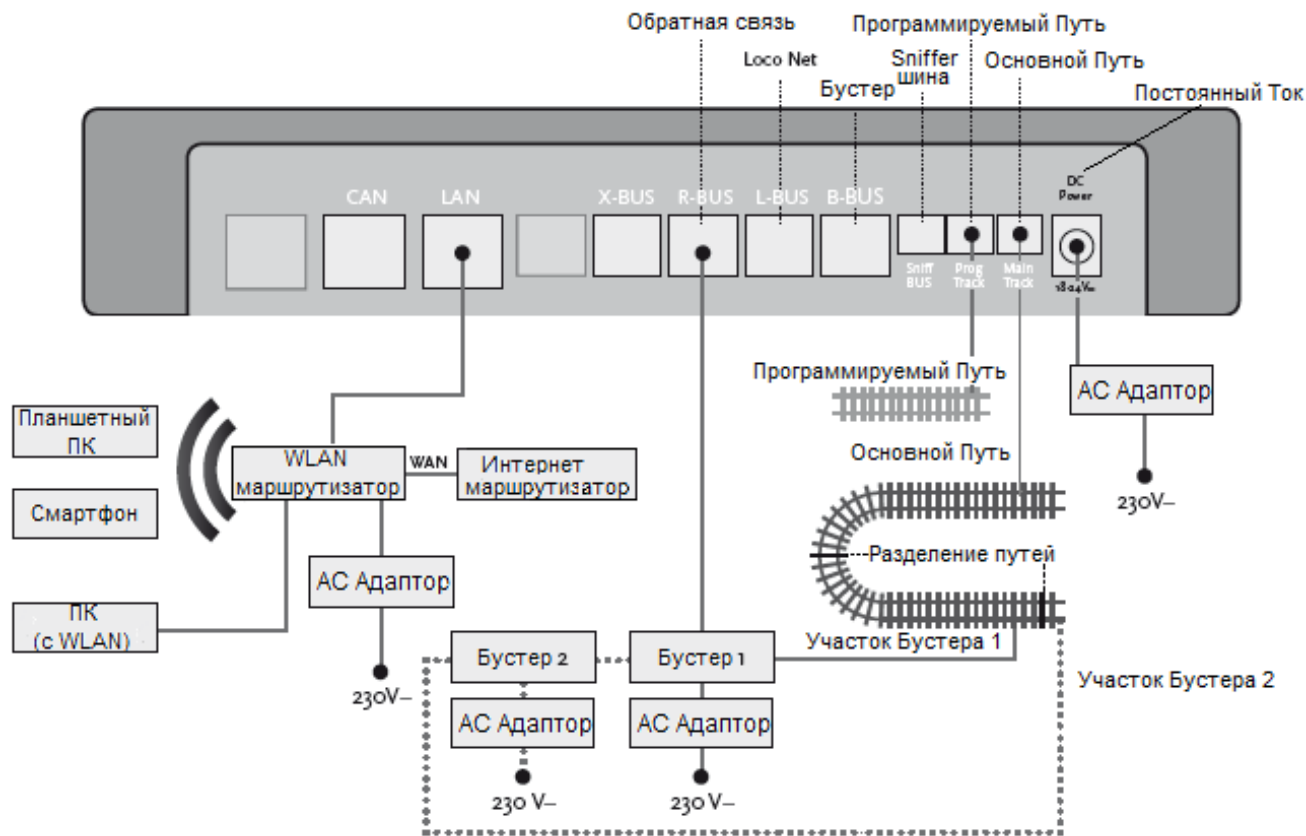 Обратная связь
Программируемый Путь
Loco Net
Sniffer
шина
Основной Путь
Бустер
Постоянный Ток
DC
Power
CAN
LAN
X-BUS
R-BUS
L-BUS
B-BUS
Sniff
BUS
Prog
Track
Main
Track
18-24V=
Программируемый Путь
АС Адаптор
Планшетный
ПК
WLAN
маршрутизатор
WAN
Интернет
маршрутизатор
Основной Путь
230V~
Смартфон
Разделение путей
АС Адаптор
ПК
(с WLAN)
Участок Бустера 1
Бустер 2
Бустер 1
Участок Бустера 2
230V~
АС Адаптор
АС Адаптор
230 V~
230 V~